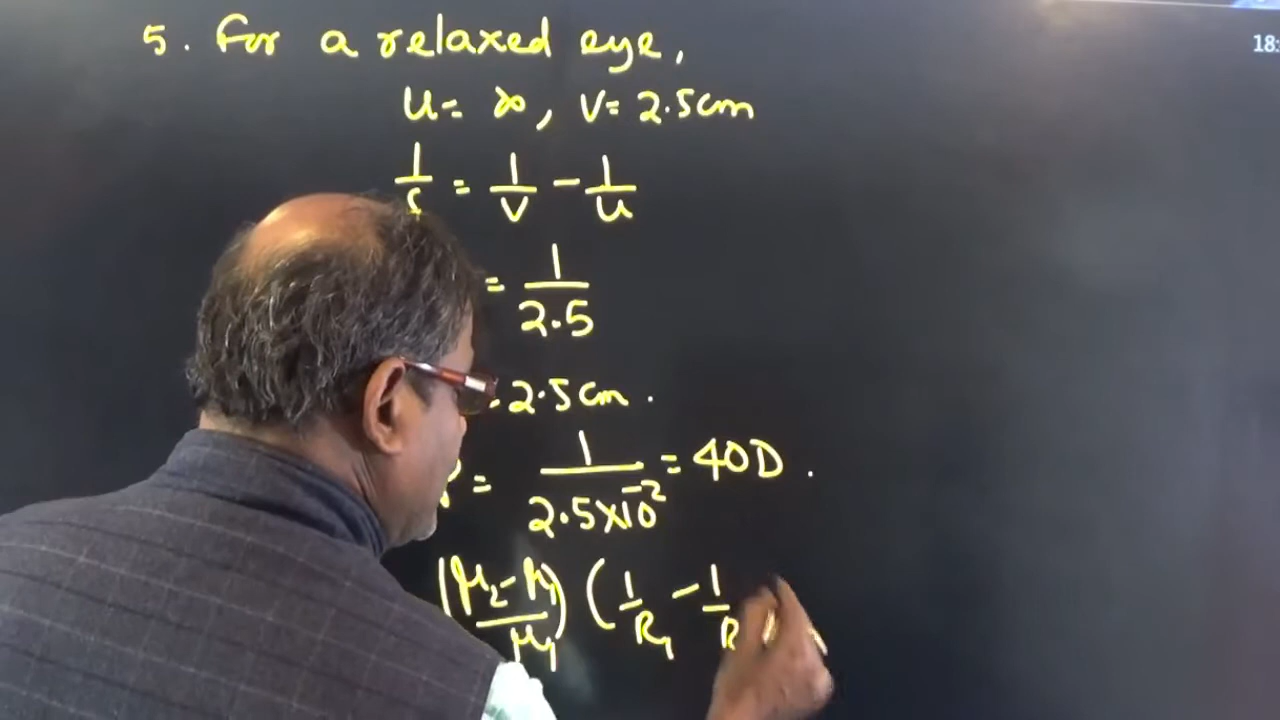 5. For a relaxed eye,
u = ∞, v = 2.5cm
1/f = 1/v - 1/u
= 1/2.5
2.5cm.
P = 1/2.5×10⁻² = 40D.
(μ₂-μ₁/μ₁) (1/R₁ - 1/R
18: